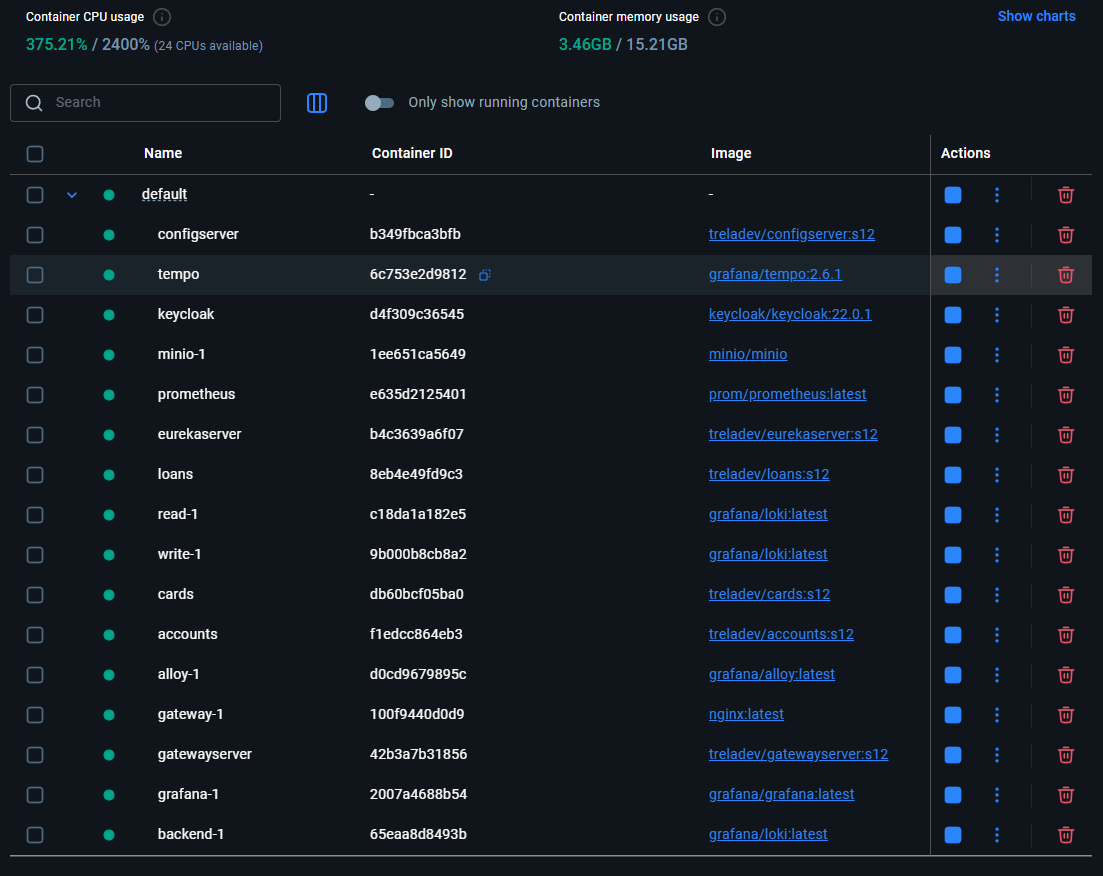 Container CPU usage Container memory usage Show charts
375.21% / 2400% (24 CPUs available) 3.46GB / 15.21GB
Search Only show running containers
Name Container ID Image Actions
default - -
configserver b349fbca3bfb treladev/configserver:s12
tempo 6c753e2d9812 grafana/tempo:2.6.1
keycloak d4f309c36545 keycloak/keycloak:22.0.1
minio-1 1ee651ca5649 minio/minio
prometheus e635d2125401 prom/prometheus:latest
eurekaserver b4c3639a6f07 treladev/eurekaserver:s12
loans 8eb4e49fd9c3 treladev/loans:s12
read-1 c18da1a182e5 grafana/loki:latest
write-1 9b000b8cb8a2 grafana/loki:latest
cards db60bcf05ba0 treladev/cards:s12
accounts f1edcc864eb3 treladev/accounts:s12
alloy-1 d0cd9679895c grafana/alloy:latest
gateway-1 100f9440d0d9 nginx:latest
gatewayserver 42b3a7b31856 treladev/gatewayserver:s12
grafana-1 2007a4688b54 grafana/grafana:latest
backend-1 65eaa8d8493b grafana/loki:latest